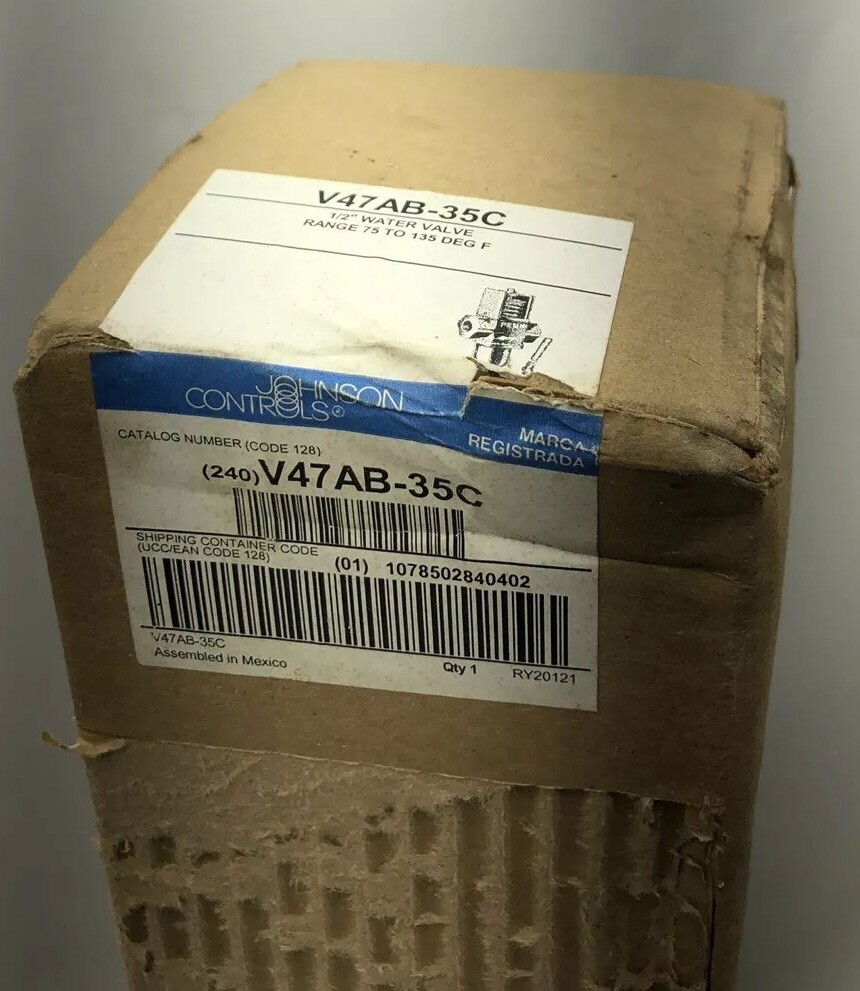 V47AB-35C
1/2" WATER VALVE
RANGE 75 TO 135 DEG F
PENN
JOHNSON
CONTROLS®
MARCA
REGISTRADA
CATALOG NUMBER (CODE 128)
(240)V47AB-35C
SHIPPING CONTAINER CODE
(UCC/EAN CODE 128)
(01) 1078502840402
V47AB-35C
Assembled in Mexico
Qty 1
RY20121